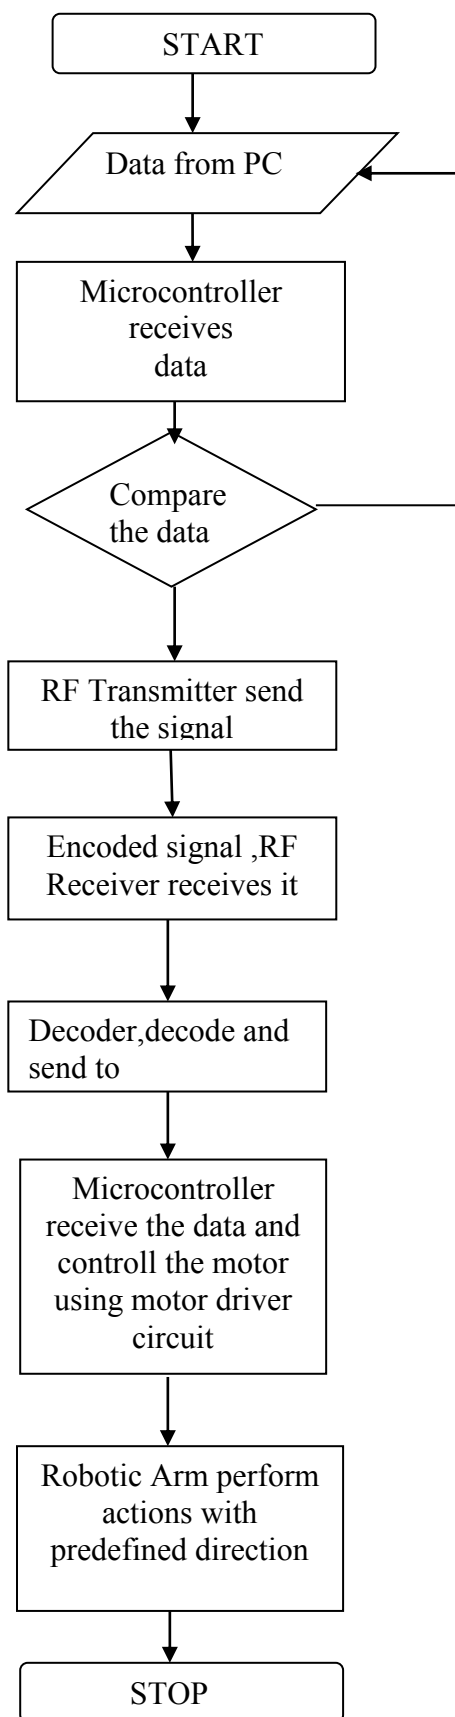 START
Data from PC
Microcontroller
receives
data
Compare
the data
RF Transmitter send
the signal
Encoded signal ,RF
Receiver receives it
Decoder,decode and
send to
Microcontroller
receive the data and
controll the motor
using motor driver
circuit
Robotic Arm perform
actions with
predefined direction
STOP